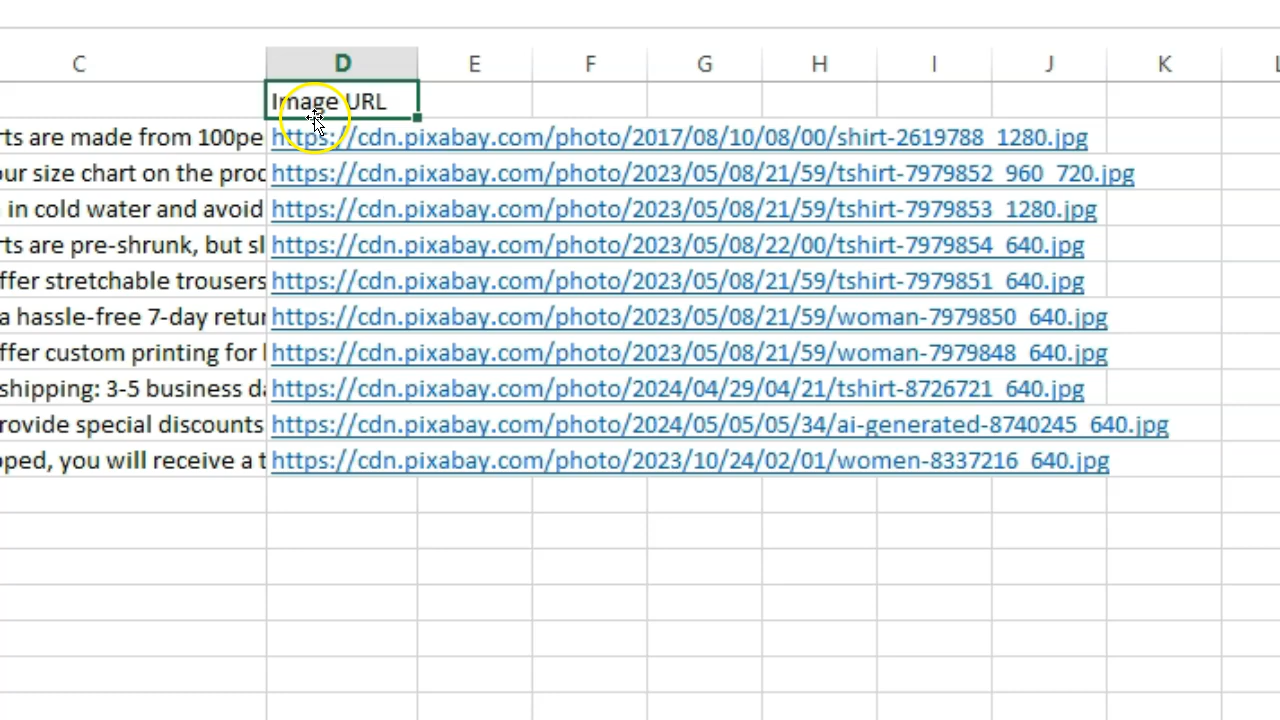 C D E F G H I J K L
Image URL
rts are made from 100pe https://cdn.pixabay.com/photo/2017/08/10/08/00/shirt-2619788_1280.jpg
our size chart on the proc https://cdn.pixabay.com/photo/2023/05/08/21/59/tshirt-7979852_960_720.jpg
in cold water and avoid https://cdn.pixabay.com/photo/2023/05/08/21/59/tshirt-7979853_1280.jpg
rts are pre-shrunk, but sl https://cdn.pixabay.com/photo/2023/05/08/22/00/tshirt-7979854_640.jpg
ffer stretchable trousers https://cdn.pixabay.com/photo/2023/05/08/21/59/tshirt-7979851_640.jpg
a hassle-free 7-day retur https://cdn.pixabay.com/photo/2023/05/08/21/59/woman-7979850_640.jpg
ffer custom printing for https://cdn.pixabay.com/photo/2023/05/08/21/59/woman-7979848_640.jpg
shipping: 3-5 business da https://cdn.pixabay.com/photo/2024/04/29/04/21/tshirt-8726721_640.jpg
rovide special discounts https://cdn.pixabay.com/photo/2024/05/05/05/34/ai-generated-8740245_640.jpg
pped, you will receive a t https://cdn.pixabay.com/photo/2023/10/24/02/01/women-8337216_640.jpg